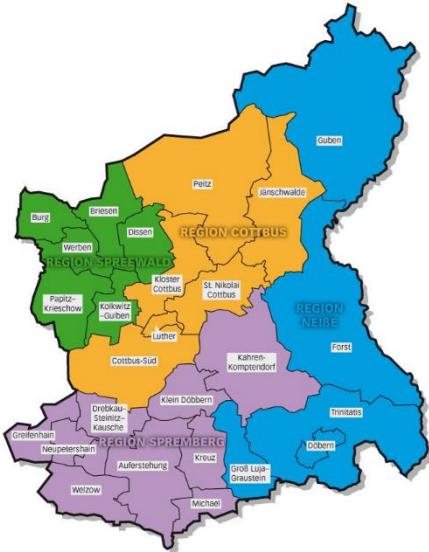 Guben
Peitz
Jänschwalde
Burg
Briesen
Dissen
Werben
REGION COTTBUS
REGION SPREEWALD
Kloster
Cottbus
St. Nikolai
Cottbus
Papitz-
Krieschow
Kolkwitz
-Gulben
REGION
NEIßE
Luther
Forst
Cottbus-Süd
Kahren-
Komptendorf
Klein Döbbern
Drebkau-
Steinitz-
Kausche
Trinitatis
Greifenhain
REGION SPREMBERG
Neupetershain
Döbern
Kreuz
Auferstehung
Groß Luja-
Graustein
Welzow
Michael